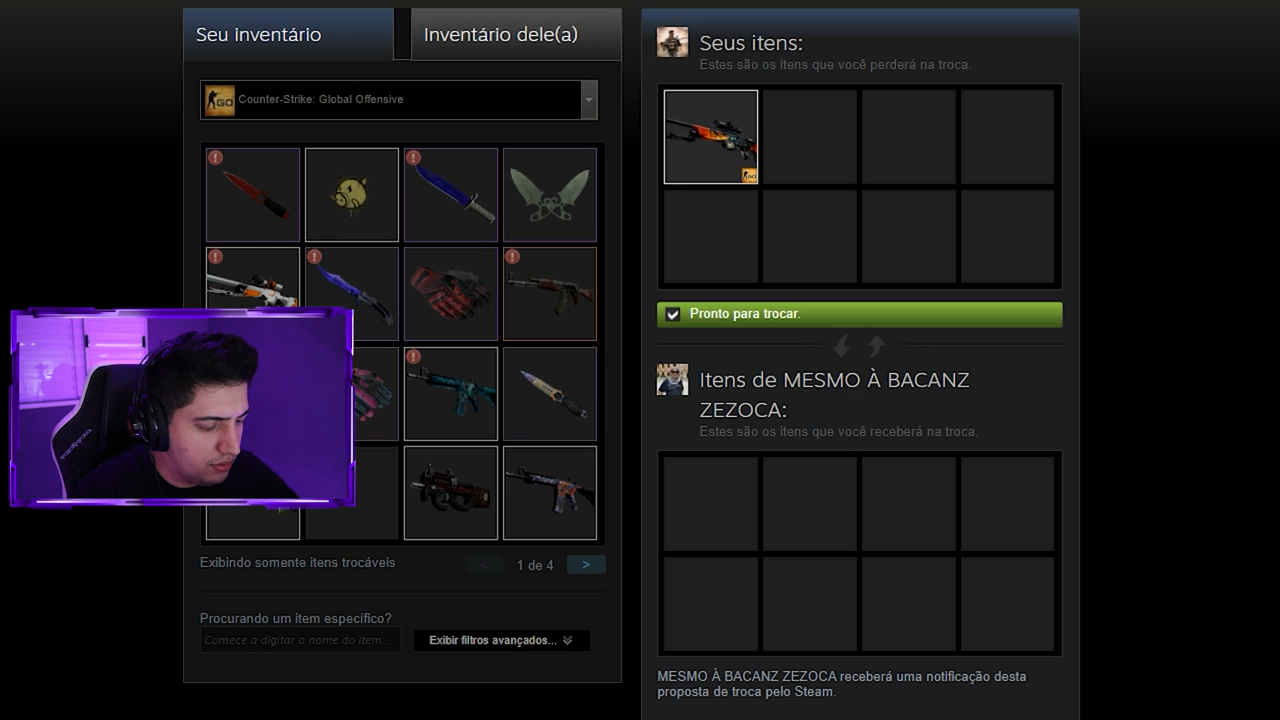 Seu inventário
Inventário dele(a)
Counter-Strike: Global Offensive
Exibindo somente itens trocáveis
< 1 de 4 >
Procurando um item específico?
Comece a digitar o nome do item...
Exibir filtros avançados...
Seus itens:
Estes são os itens que você perderá na troca.
Pronto para trocar.
Itens de MESMO À BACANZ
ZEZOCA:
Estes são os itens que você receberá na troca.
MESMO À BACANZ ZEZOCA receberá uma notificação desta
proposta de troca pelo Steam.